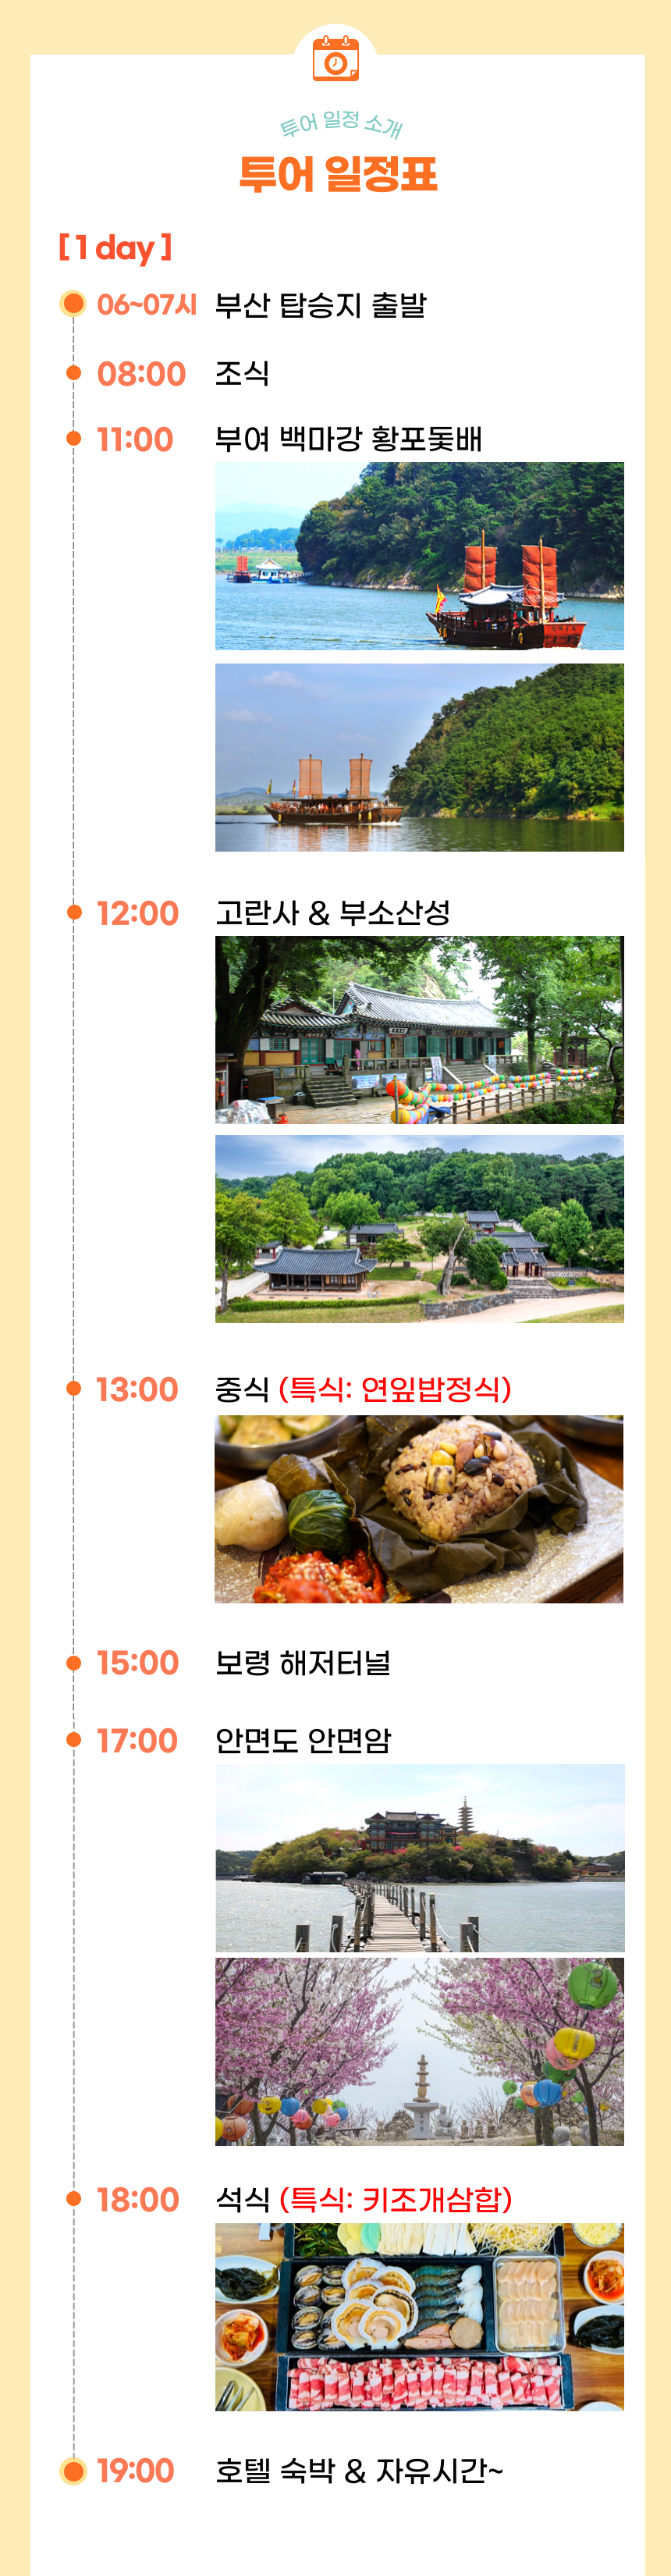 투어 일정 소개
투어 일정표
[ 1 day ]
06~07시 부산 탑승지 출발
08:00 조식
11:00 부여 백마강 황포돛배
12:00 고란사 & 부소산성
13:00 중식 (특식: 연잎밥정식)
15:00 보령 해저터널
17:00 안면도 안면암
18:00 석식 (특식: 키조개삼합)
19:00 호텔 숙박 & 자유시간~